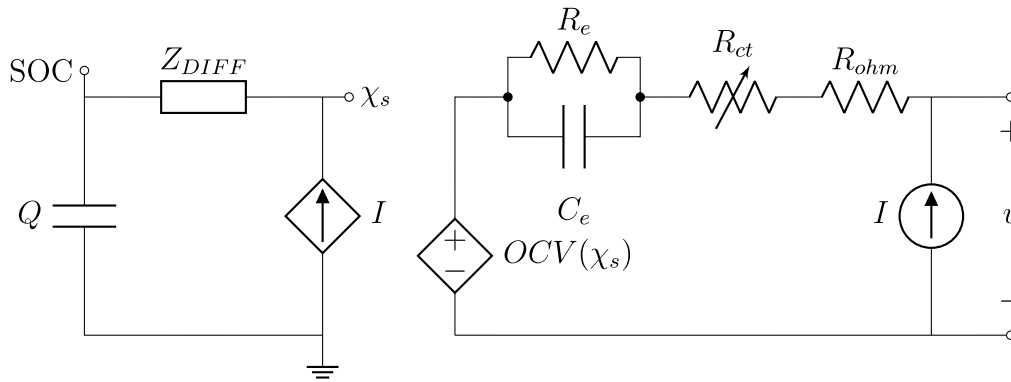 SOC
Z_{DIFF}
χ_s
Q
I
R_e
C_e
R_{ct}
R_{ohm}
+
−
OCV(χ_s)
I
+
−